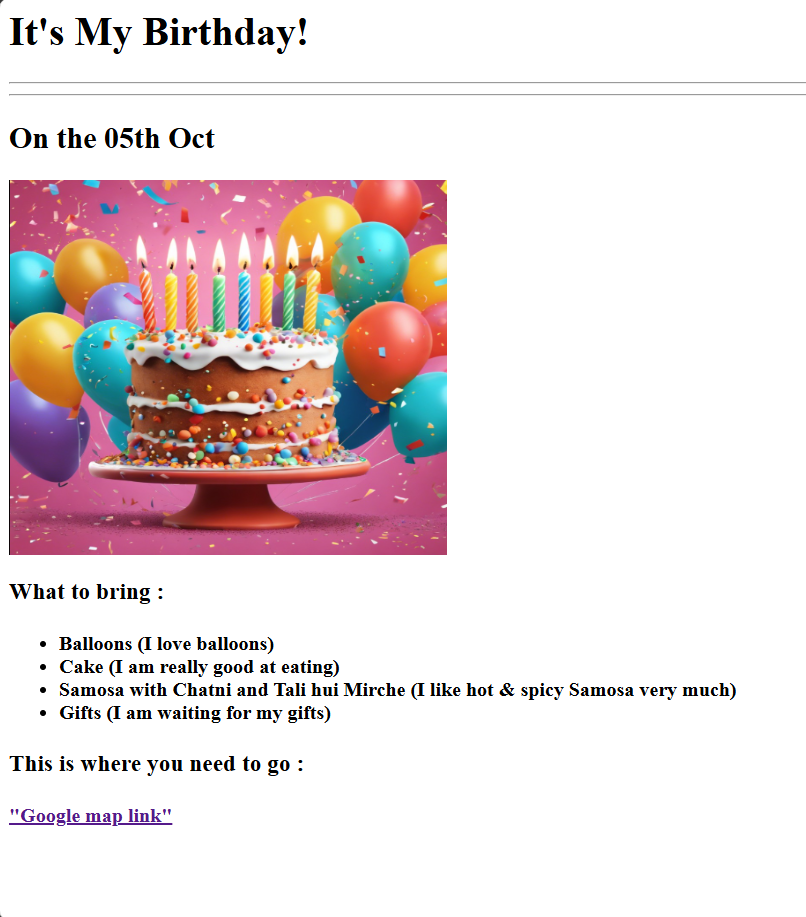 It's My Birthday!
On the 05th Oct
What to bring :
Balloons (I love balloons)
Cake (I am really good at eating)
Samosa with Chatni and Tali hui Mirche (I like hot & spicy Samosa very much)
Gifts (I am waiting for my gifts)
This is where you need to go :
"Google map link"